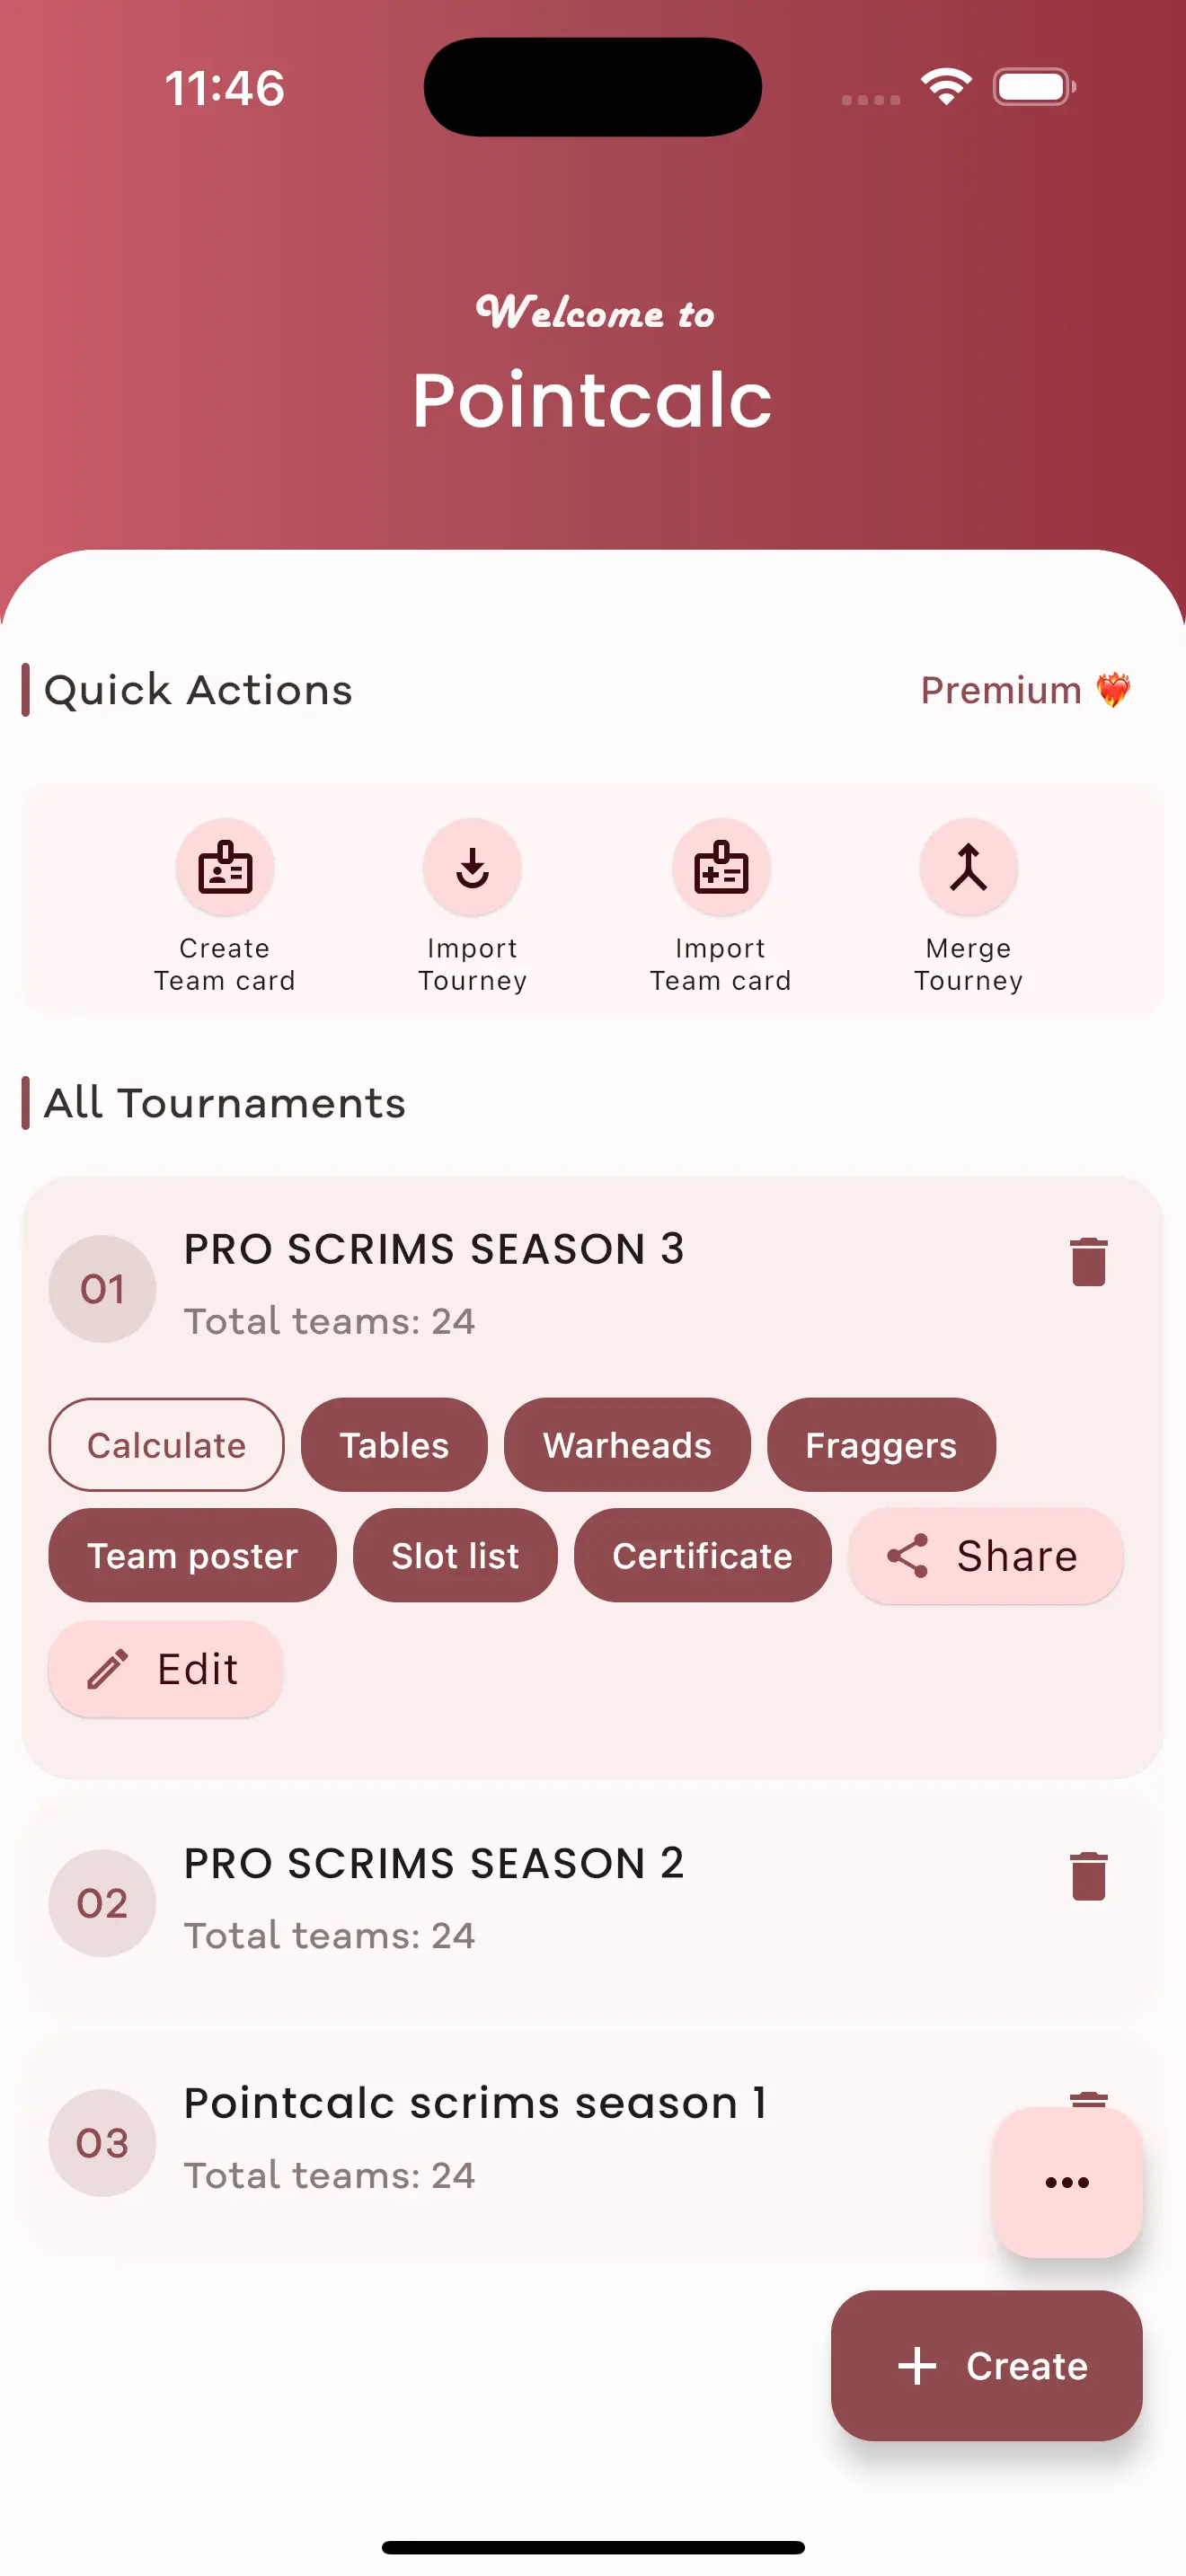 11:46
Welcome to
Pointcalc
Quick Actions
Premium ❤️‍🔥
Create
Team card
Import
Tourney
Import
Team card
Merge
Tourney
All Tournaments
01
PRO SCRIMS SEASON 3
Total teams: 24
Calculate
Tables
Warheads
Fraggers
Team poster
Slot list
Certificate
Share
Edit
02
PRO SCRIMS SEASON 2
Total teams: 24
03
Pointcalc scrims season 1
Total teams: 24
Create